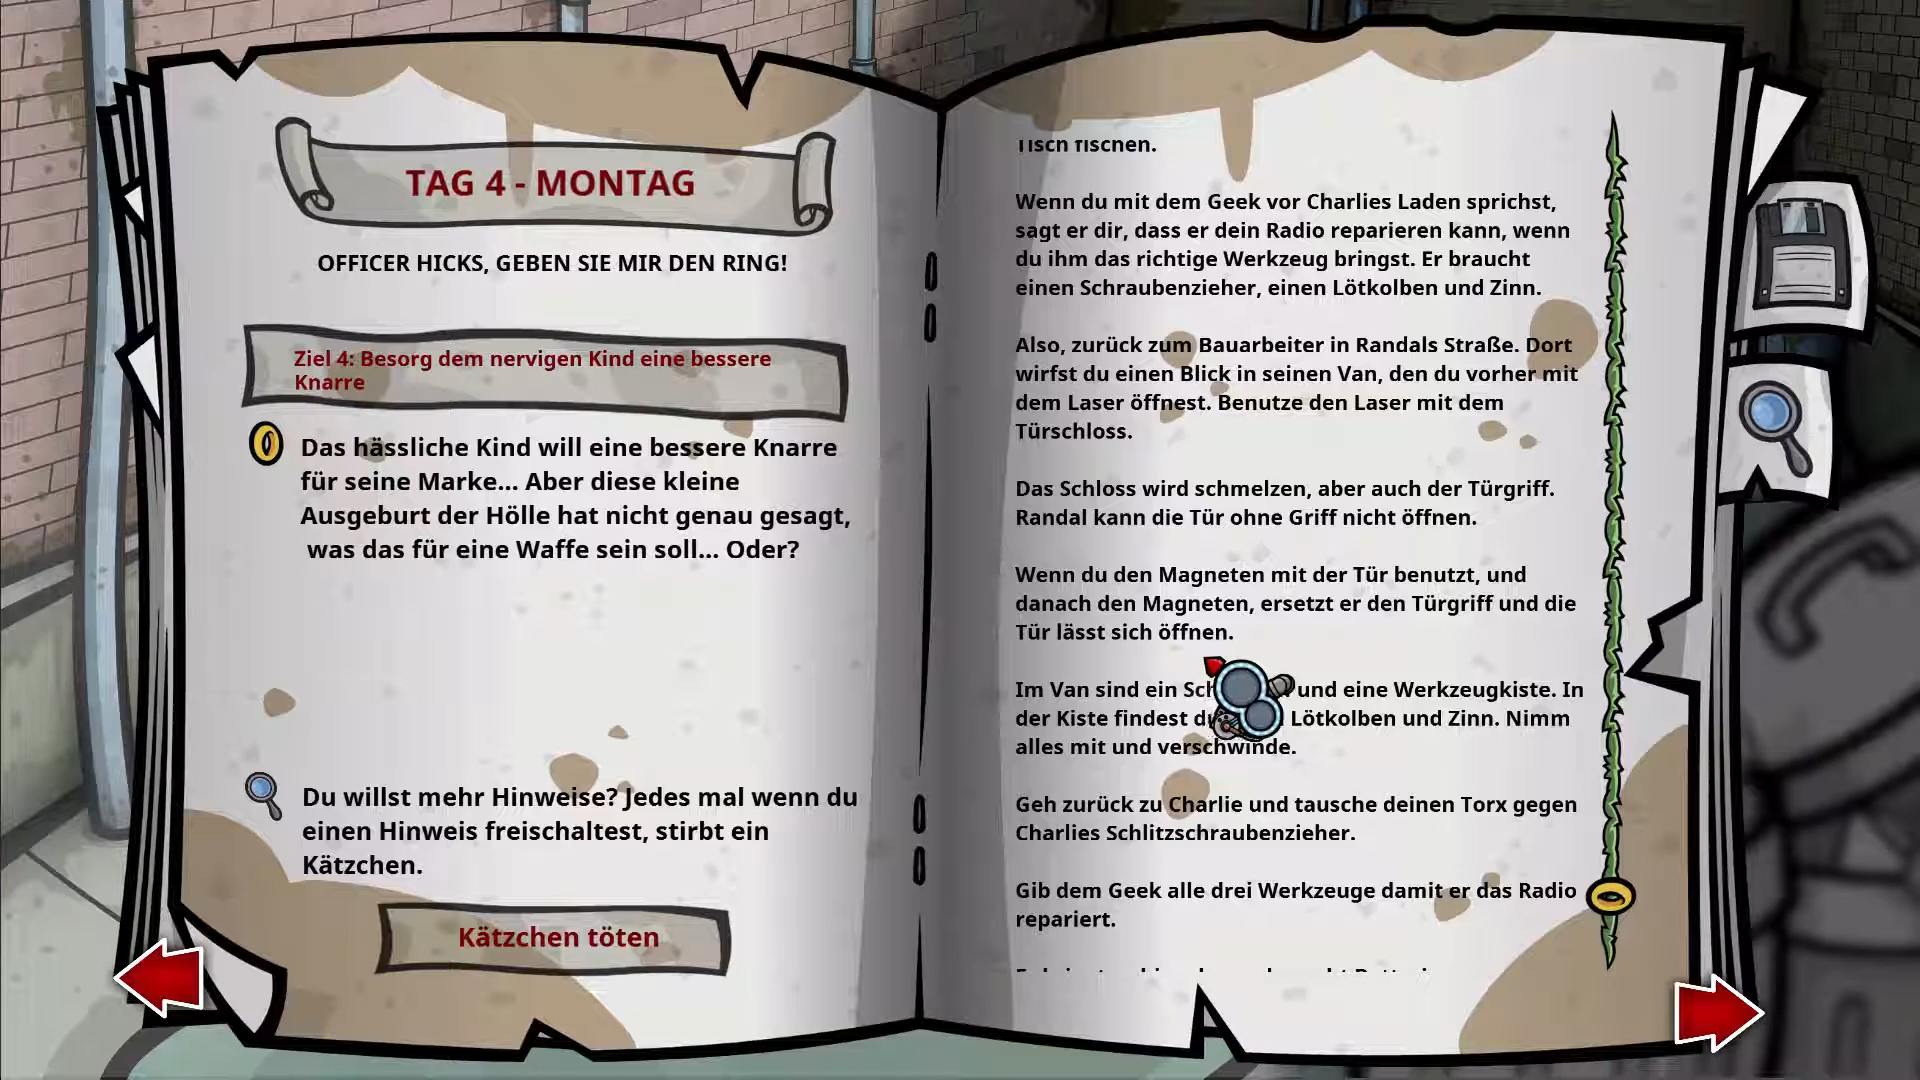 TAG 4 - MONTAG
OFFICER HICKS, GEBEN SIE MIR DEN RING!
Ziel 4: Besorg dem nervigen Kind eine bessere
Knarre
Das hässliche Kind will eine bessere Knarre
für seine Marke... Aber diese kleine
Ausgeburt der Hölle hat nicht genau gesagt,
was das für eine Waffe sein soll... Oder?
Du willst mehr Hinweise? Jedes mal wenn du
einen Hinweis freischaltest, stirbt ein
Kätzchen.
Kätzchen töten
Tisch fischen.
Wenn du mit dem Geek vor Charlies Laden sprichst,
sagt er dir, dass er dein Radio reparieren kann, wenn
du ihm das richtige Werkzeug bringst. Er braucht
einen Schraubenzieher, einen Lötkolben und Zinn.
Also, zurück zum Bauarbeiter in Randals Straße. Dort
wirfst du einen Blick in seinen Van, den du vorher mit
dem Laser öffnest. Benutze den Laser mit dem
Türschloss.
Das Schloss wird schmelzen, aber auch der Türgriff.
Randal kann die Tür ohne Griff nicht öffnen.
Wenn du den Magneten mit der Tür benutzt, und
danach den Magneten, ersetzt er den Türgriff und die
Tür lässt sich öffnen.
Im Van sind ein und eine Werkzeugkiste. In
der Kiste findest Lötkolben und Zinn. Nimm
alles mit und verschwinde.
Geh zurück zu Charlie und tausche deinen Torx gegen
Charlies Schlitzschraubenzieher.
Gib dem Geek alle drei Werkzeuge damit er das Radio
repariert.